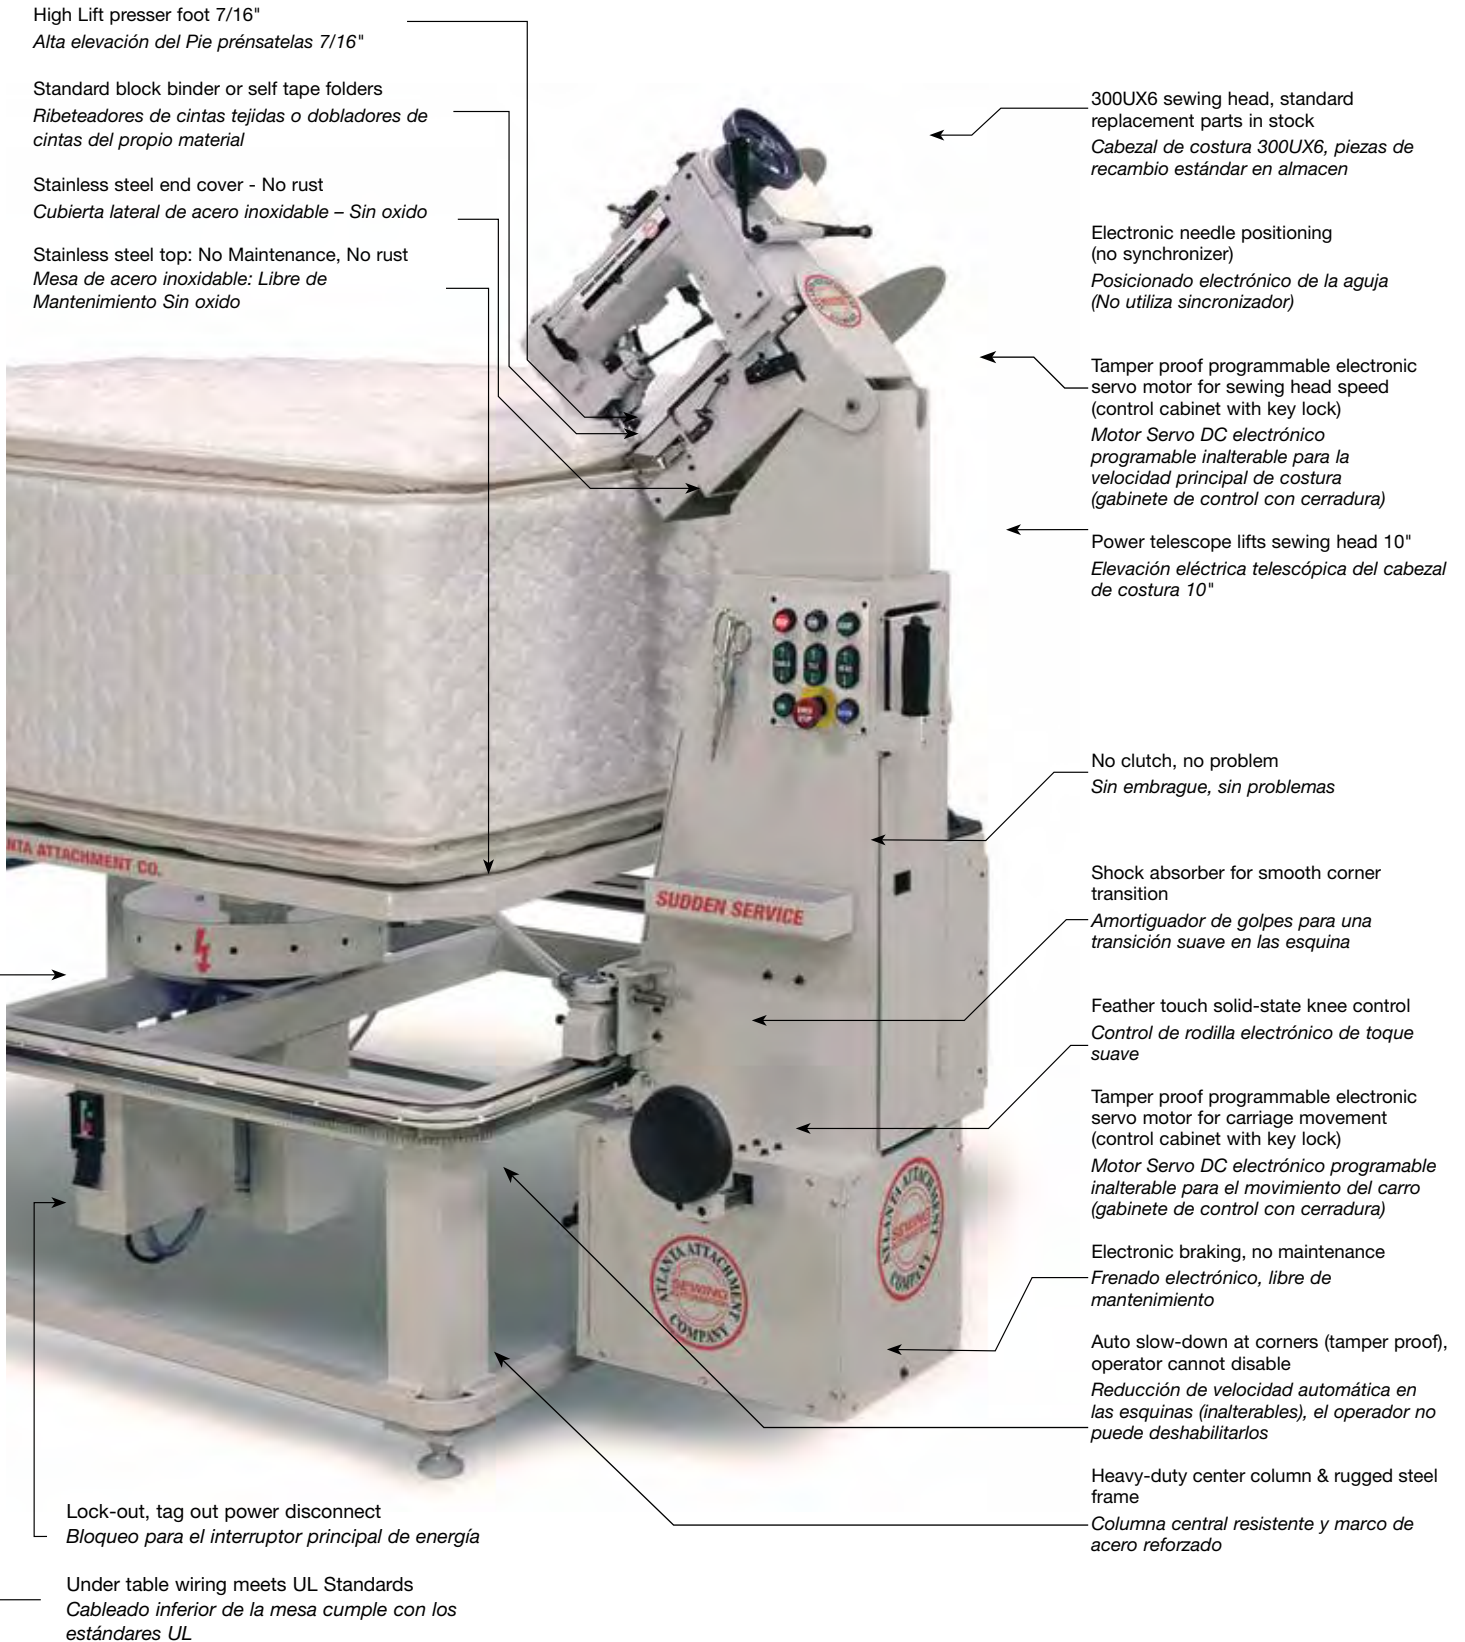 High Lift presser foot 7/16"
Alta elevación del Pie prénsatelas 7/16"
Standard block binder or self tape folders
Ribeteadores de cintas tejidas o dobladores de
cintas del propio material
Stainless steel end cover - No rust
Cubierta lateral de acero inoxidable – Sin oxido
Stainless steel top: No Maintenance, No rust
Mesa de acero inoxidable: Libre de
Mantenimiento Sin oxido
300UX6 sewing head, standard
replacement parts in stock
Cabezal de costura 300UX6, piezas de
recambio estándar en almacen
Electronic needle positioning
(no synchronizer)
Posicionado electrónico de la aguja
(No utiliza sincronizador)
Tamper proof programmable electronic
servo motor for sewing head speed
(control cabinet with key lock)
Motor Servo DC electrónico
programable inalterable para la
velocidad principal de costura
(gabinete de control con cerradura)
Power telescope lifts sewing head 10"
Elevación eléctrica telescópica del cabezal
de costura 10"
No clutch, no problem
Sin embrague, sin problemas
Shock absorber for smooth corner
transition
Amortiguador de golpes para una
transición suave en las esquina
Feather touch solid-state knee control
Control de rodilla electrónico de toque
suave
Tamper proof programmable electronic
servo motor for carriage movement
(control cabinet with key lock)
Motor Servo DC electrónico programable
inalterable para el movimiento del carro
(gabinete de control con cerradura)
Electronic braking, no maintenance
Frenado electrónico, libre de
mantenimiento
Auto slow-down at corners (tamper proof),
operator cannot disable
Reducción de velocidad automática en
las esquinas (inalterables), el operador no
puede deshabilitarlos
Heavy-duty center column & rugged steel
frame
Columna central resistente y marco de
acero reforzado
NTA ATTACHMENT CO.
SUDDEN SERVICE
ATLANTA ATTACHMENT
COMPANY
SEWING
ATLANTA ATTACHMENT
COMPANY
SEWING
Lock-out, tag out power disconnect
Bloqueo para el interruptor principal de energía
Under table wiring meets UL Standards
Cableado inferior de la mesa cumple con los
estándares UL